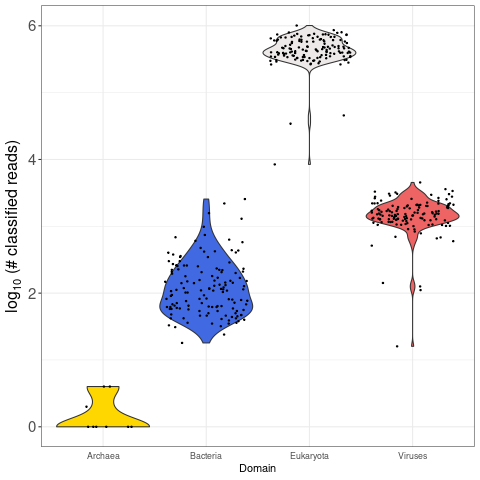 log₁₀ (# classified reads)
6
4
2
0
Archaea Bacteria Eukaryota Viruses
Domain